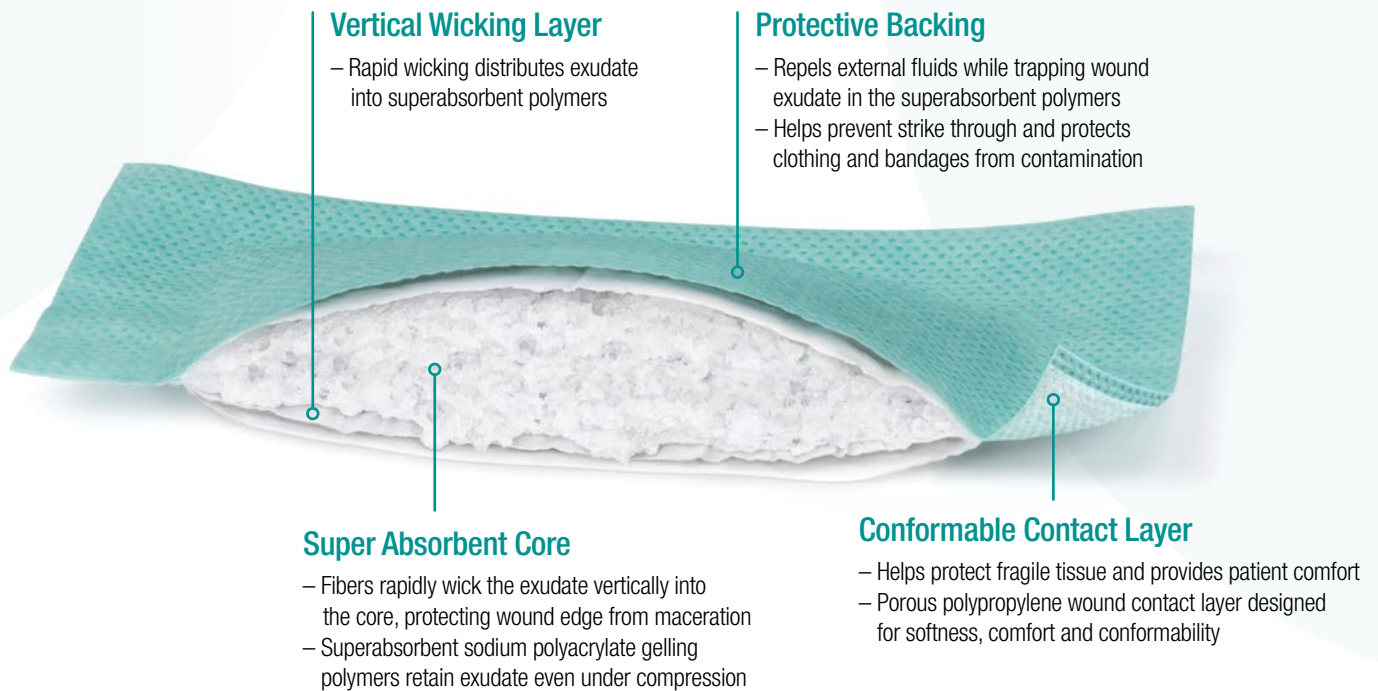 Vertical Wicking Layer
– Rapid wicking distributes exudate
into superabsorbent polymers
Protective Backing
– Repels external fluids while trapping wound
exudate in the superabsorbent polymers
– Helps prevent strike through and protects
clothing and bandages from contamination
Super Absorbent Core
– Fibers rapidly wick the exudate vertically into
the core, protecting wound edge from maceration
– Superabsorbent sodium polyacrylate gelling
polymers retain exudate even under compression
Conformable Contact Layer
– Helps protect fragile tissue and provides patient comfort
– Porous polypropylene wound contact layer designed
for softness, comfort and conformability